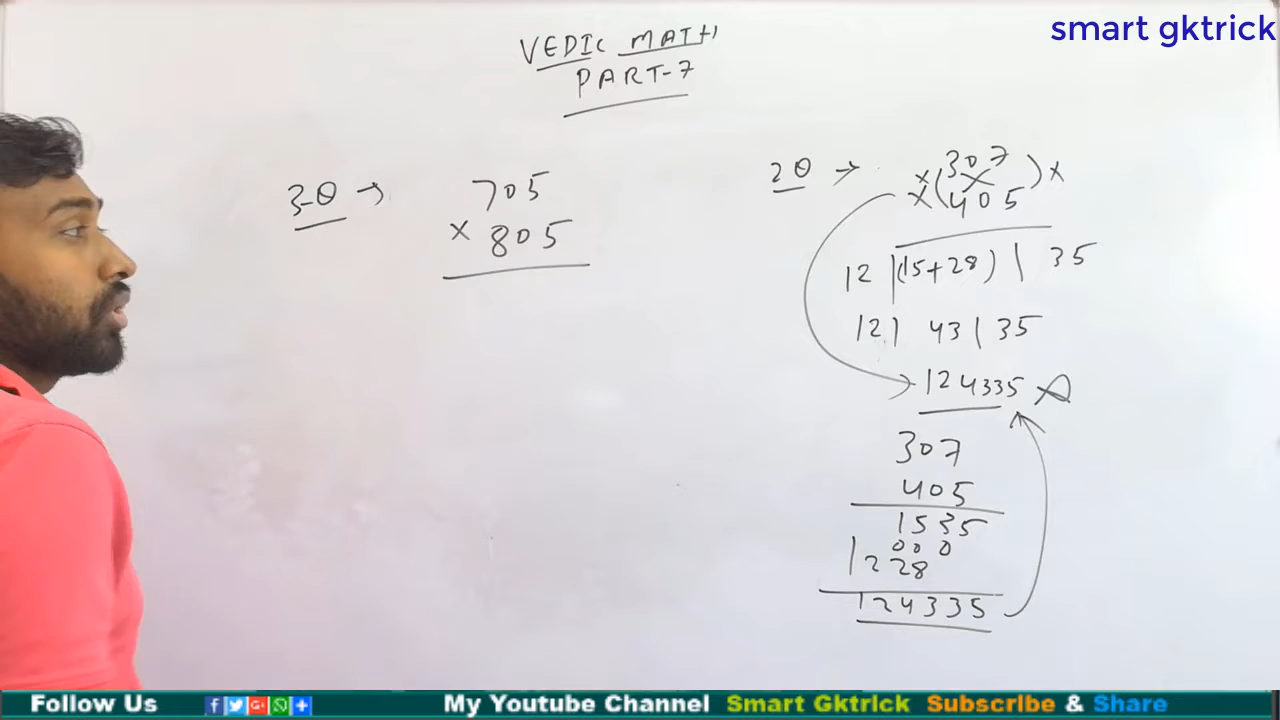 smart gktrick
VEDIC MATH
PART-7
3-θ →
705
× 805
2θ →
×(307)×
×(405
12 |(15+28) | 35
12 | 43 | 35
124335 A
307
405
1535
000
1228
124335
Follow Us
My Youtube Channel Smart Gktrick Subscribe & Share